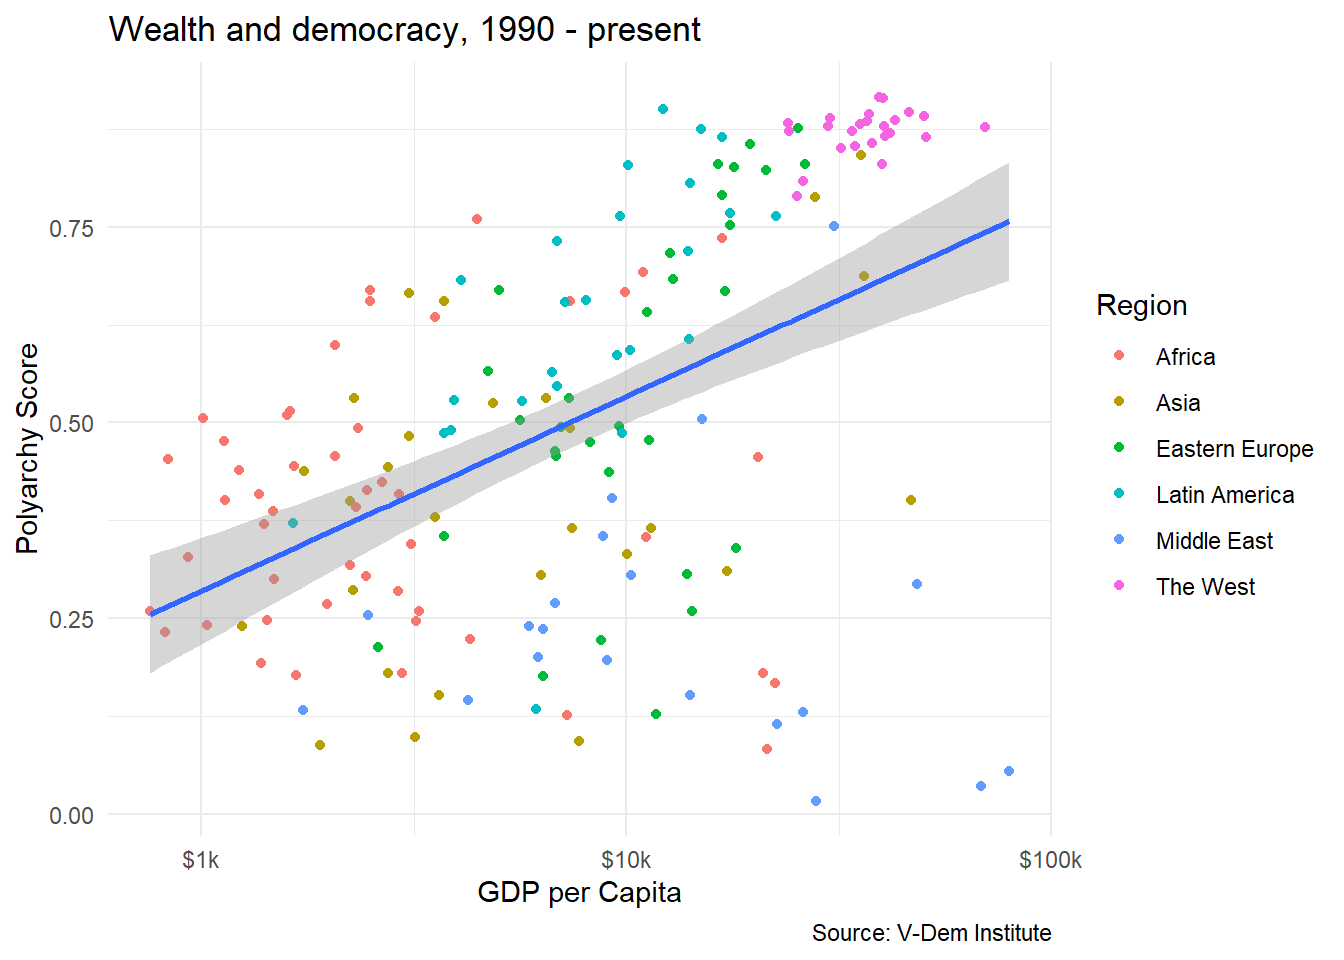 Wealth and democracy, 1990 - present
Polyarchy Score
0.75
0.50
0.25
0.00
$1k
$10k
$100k
GDP per Capita
Region
Africa
Asia
Eastern Europe
Latin America
Middle East
The West
Source: V-Dem Institute